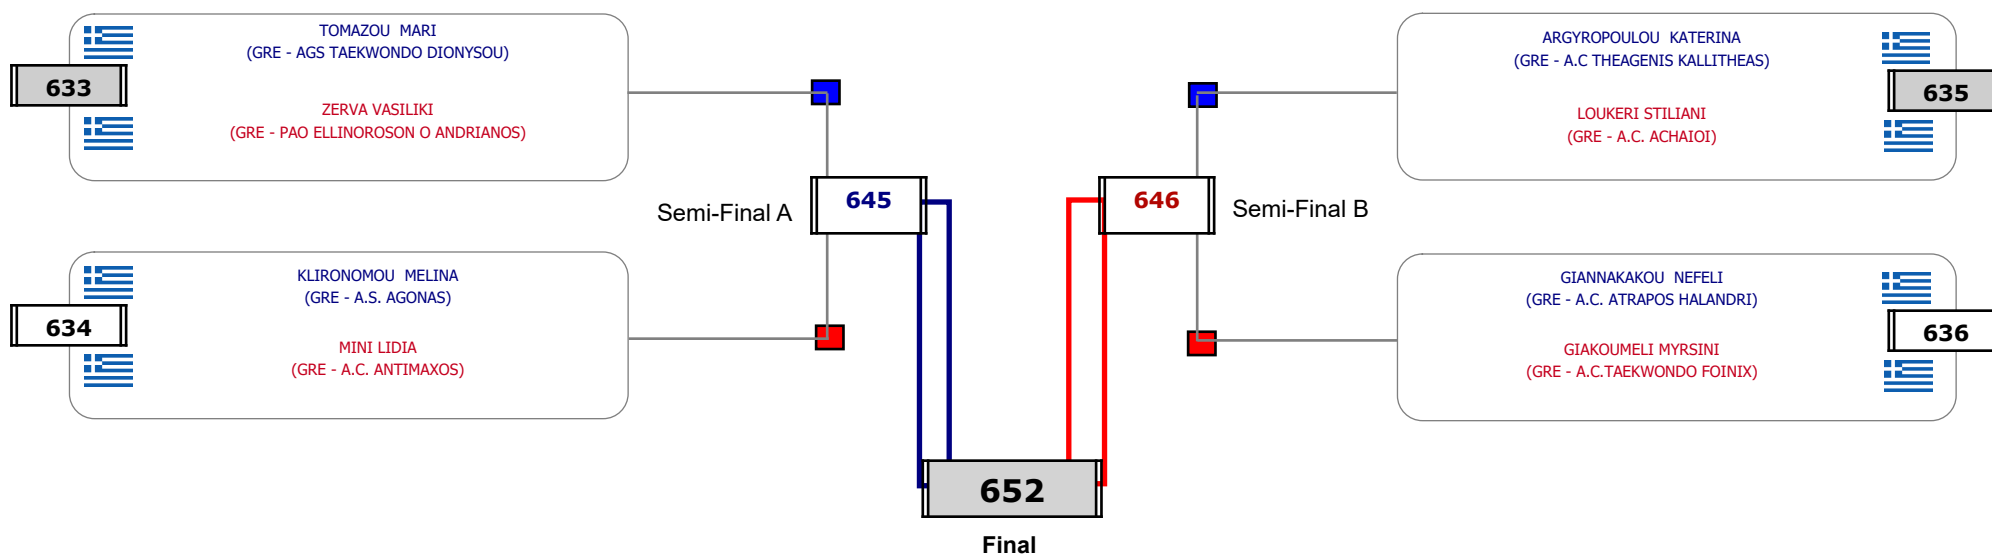 TOMAZOU MARI
(GRE - AGS TAEKWONDO DIONYSOU)
633
ZERVA VASILIKI
(GRE - PAO ELLINOROSON O ANDRIANOS)
ARGYROPOULOU KATERINA
(GRE - A.C THEAGENIS KALLITHEAS)
635
LOUKERI STILIANI
(GRE - A.C. ACHAIOI)
Semi-Final A
645
646
Semi-Final B
KLIRONOMOU MELINA
(GRE - A.S. AGONAS)
634
MINI LIDIA
(GRE - A.C. ANTIMAXOS)
GIANNAKAKOU NEFELI
(GRE - A.C. ATRAPOS HALANDRI)
636
GIAKOUMELI MYRSINI
(GRE - A.C.TAEKWONDO FOINIX)
652
Final